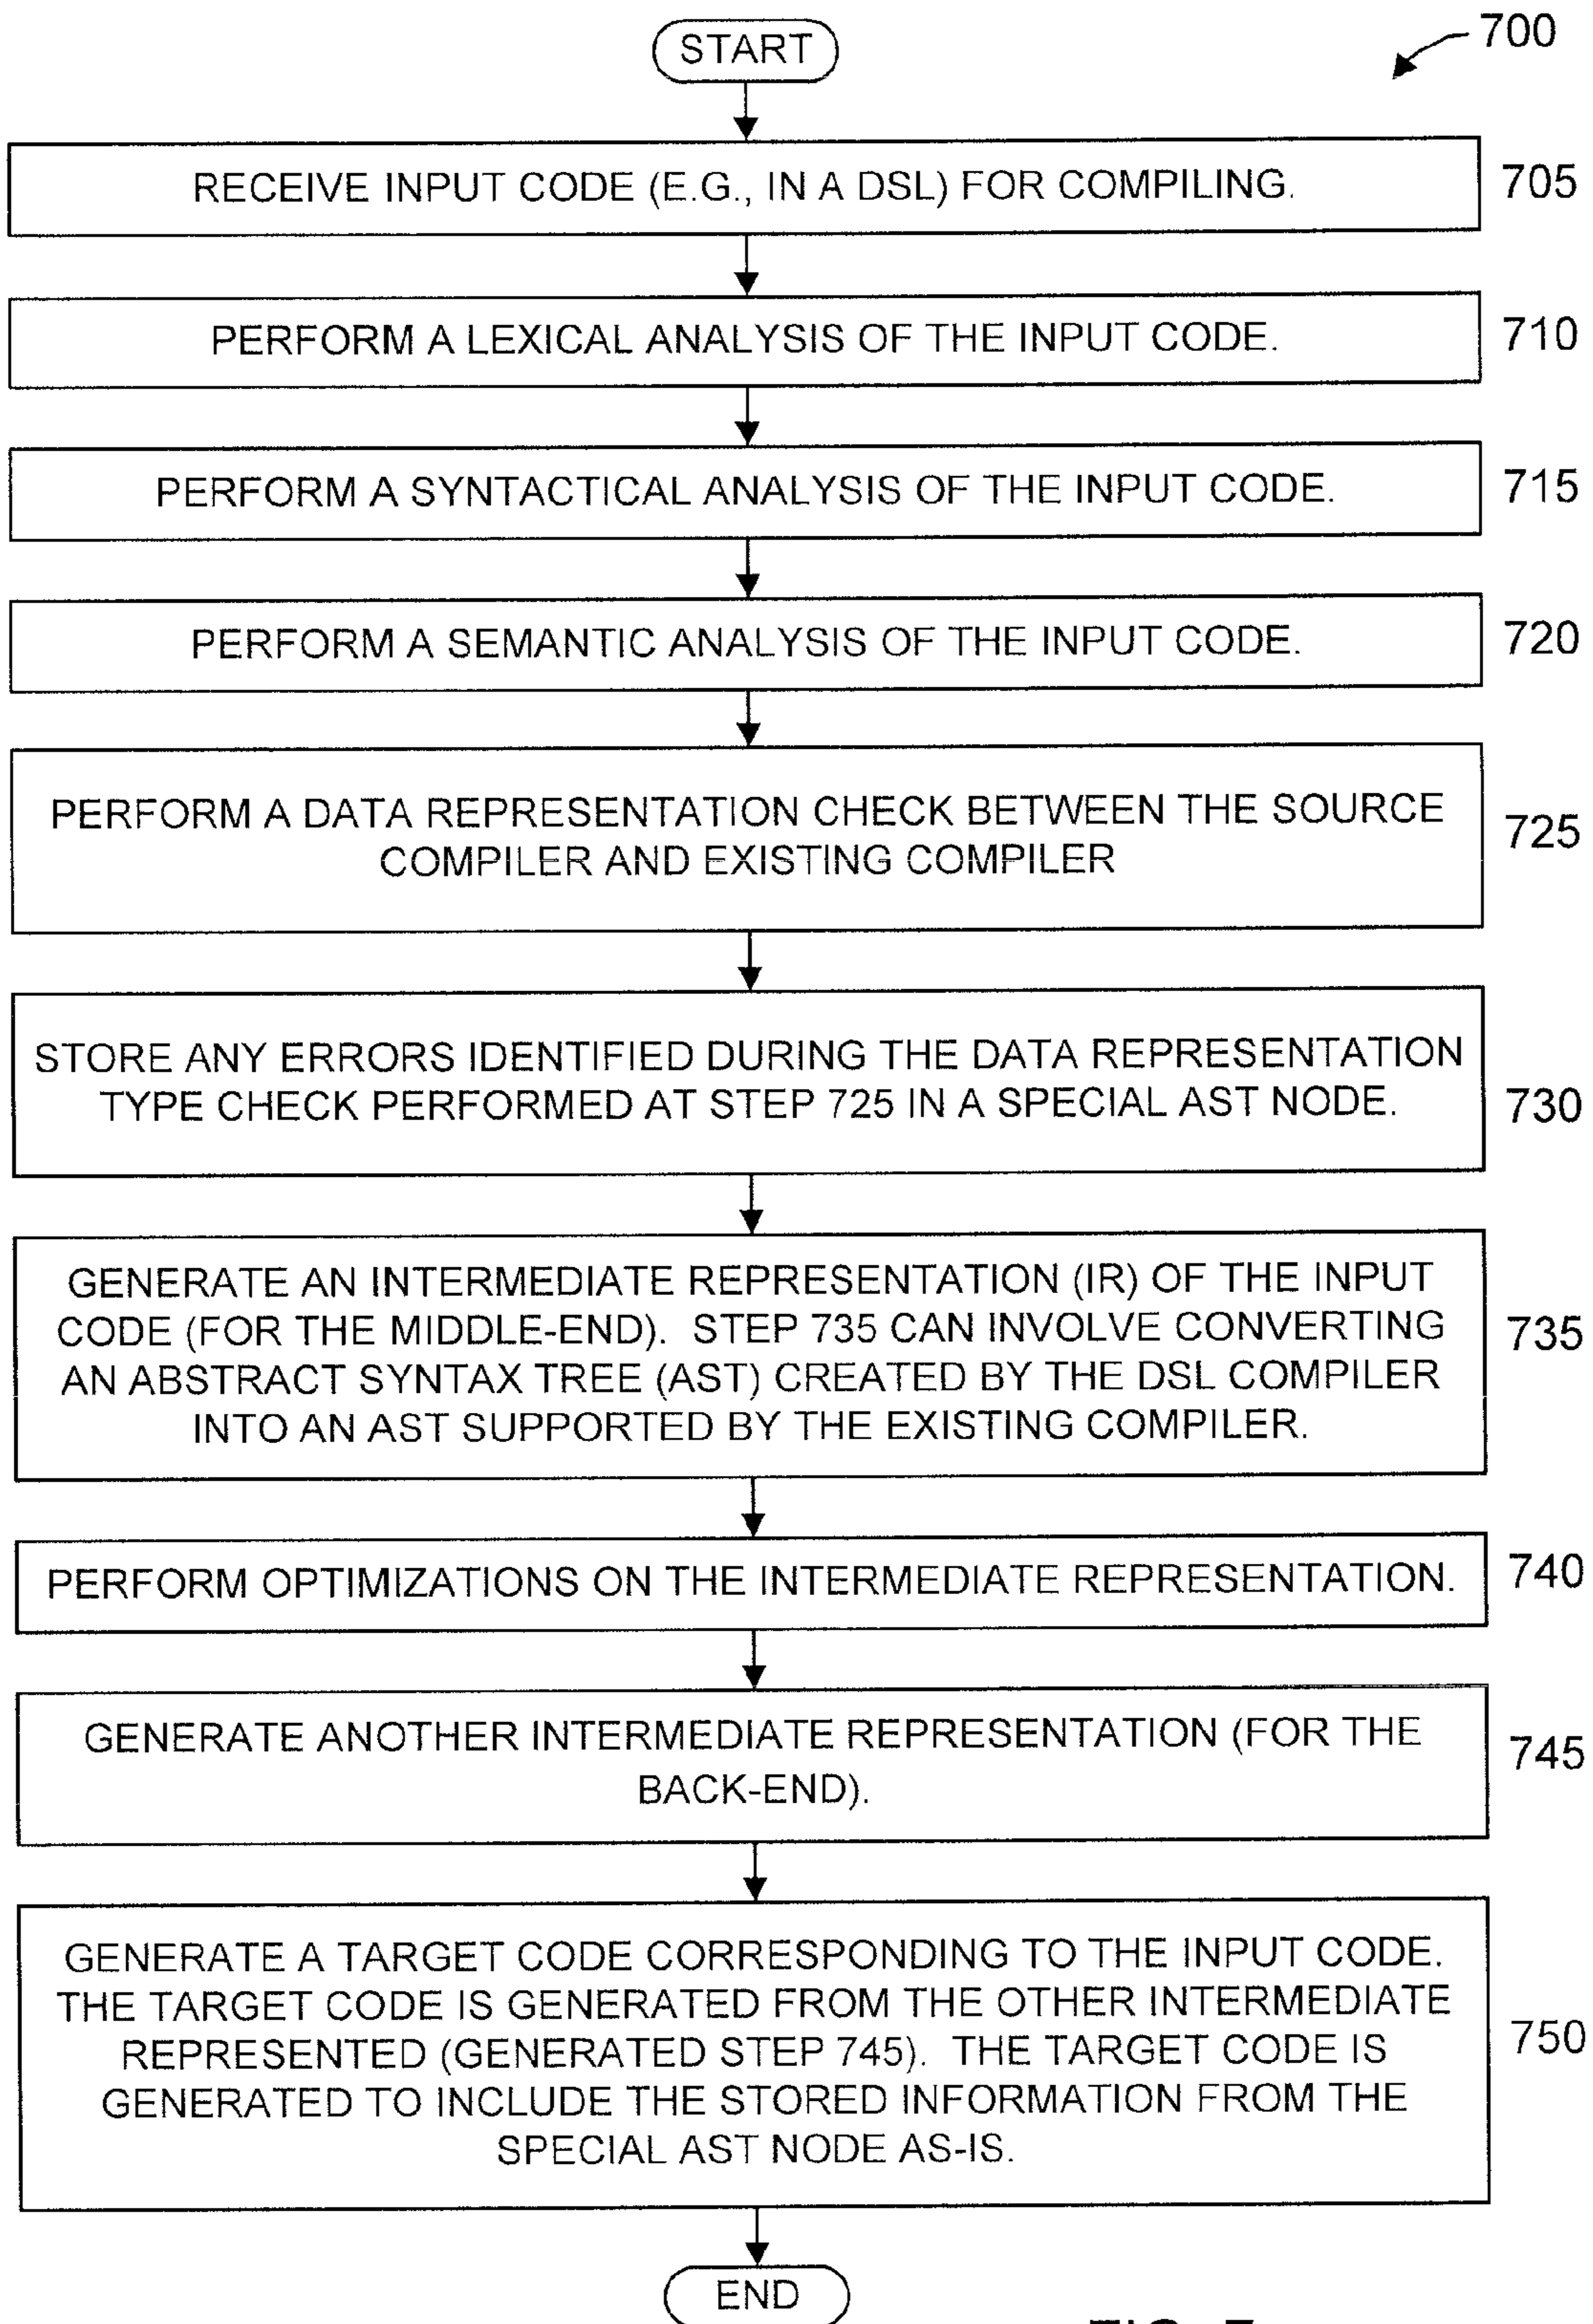 START
700
RECEIVE INPUT CODE (E.G., IN A DSL) FOR COMPILING.
705
PERFORM A LEXICAL ANALYSIS OF THE INPUT CODE.
710
PERFORM A SYNTACTICAL ANALYSIS OF THE INPUT CODE.
715
PERFORM A SEMANTIC ANALYSIS OF THE INPUT CODE.
720
PERFORM A DATA REPRESENTATION CHECK BETWEEN THE SOURCE
COMPILER AND EXISTING COMPILER
725
STORE ANY ERRORS IDENTIFIED DURING THE DATA REPRESENTATION
TYPE CHECK PERFORMED AT STEP 725 IN A SPECIAL AST NODE.
730
GENERATE AN INTERMEDIATE REPRESENTATION (IR) OF THE INPUT
CODE (FOR THE MIDDLE-END). STEP 735 CAN INVOLVE CONVERTING
AN ABSTRACT SYNTAX TREE (AST) CREATED BY THE DSL COMPILER
INTO AN AST SUPPORTED BY THE EXISTING COMPILER.
735
PERFORM OPTIMIZATIONS ON THE INTERMEDIATE REPRESENTATION.
740
GENERATE ANOTHER INTERMEDIATE REPRESENTATION (FOR THE
BACK-END).
745
GENERATE A TARGET CODE CORRESPONDING TO THE INPUT CODE.
THE TARGET CODE IS GENERATED FROM THE OTHER INTERMEDIATE
REPRESENTED (GENERATED STEP 745). THE TARGET CODE IS
GENERATED TO INCLUDE THE STORED INFORMATION FROM THE
SPECIAL AST NODE AS-IS.
750
END